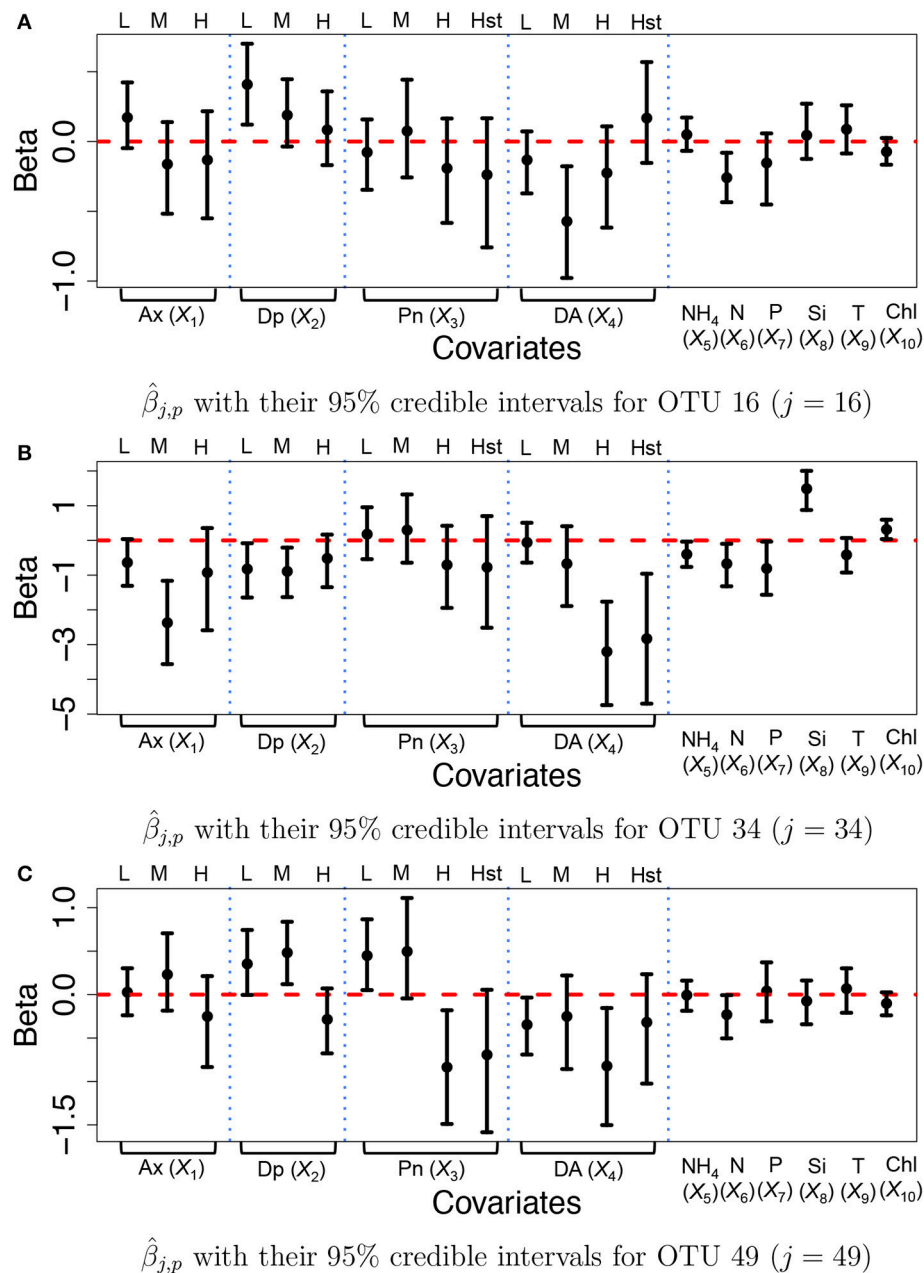 A
L M H L M H L M H Hst L M H Hst
Beta
0.0
−1.0
Ax (X₁) Dp (X₂) Pn (X₃) DA (X₄) NH₄ (X₅) N (X₆) P (X₇) Si (X₈) T (X₉) Chl (X₁₀)
Covariates
β̂ⱼ,ₚ with their 95% credible intervals for OTU 16 (j = 16)
B
L M H L M H L M H Hst L M H Hst
Beta
1
−1
−3
−5
Ax (X₁) Dp (X₂) Pn (X₃) DA (X₄) NH₄ (X₅) N (X₆) P (X₇) Si (X₈) T (X₉) Chl (X₁₀)
Covariates
β̂ⱼ,ₚ with their 95% credible intervals for OTU 34 (j = 34)
C
L M H L M H L M H Hst L M H Hst
Beta
1.0
0.0
−1.5
Ax (X₁) Dp (X₂) Pn (X₃) DA (X₄) NH₄ (X₅) N (X₆) P (X₇) Si (X₈) T (X₉) Chl (X₁₀)
Covariates
β̂ⱼ,ₚ with their 95% credible intervals for OTU 49 (j = 49)